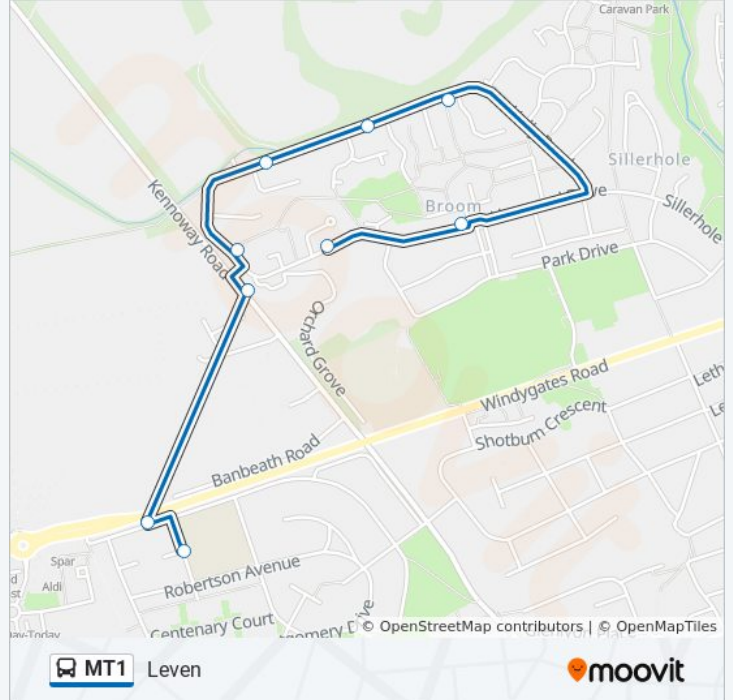 Caravan Park
Sillerhole
Kennoway Road
Broom
Sillerhole
Park Drive
Orchard Grove
Windygates Road
Shotburn Crescent
Banbeath Road
Spar
Aldi
Robertson Avenue
Centenary Court
© OpenStreetMap contributors | © OpenMapTiles
MT1 Leven
moovit